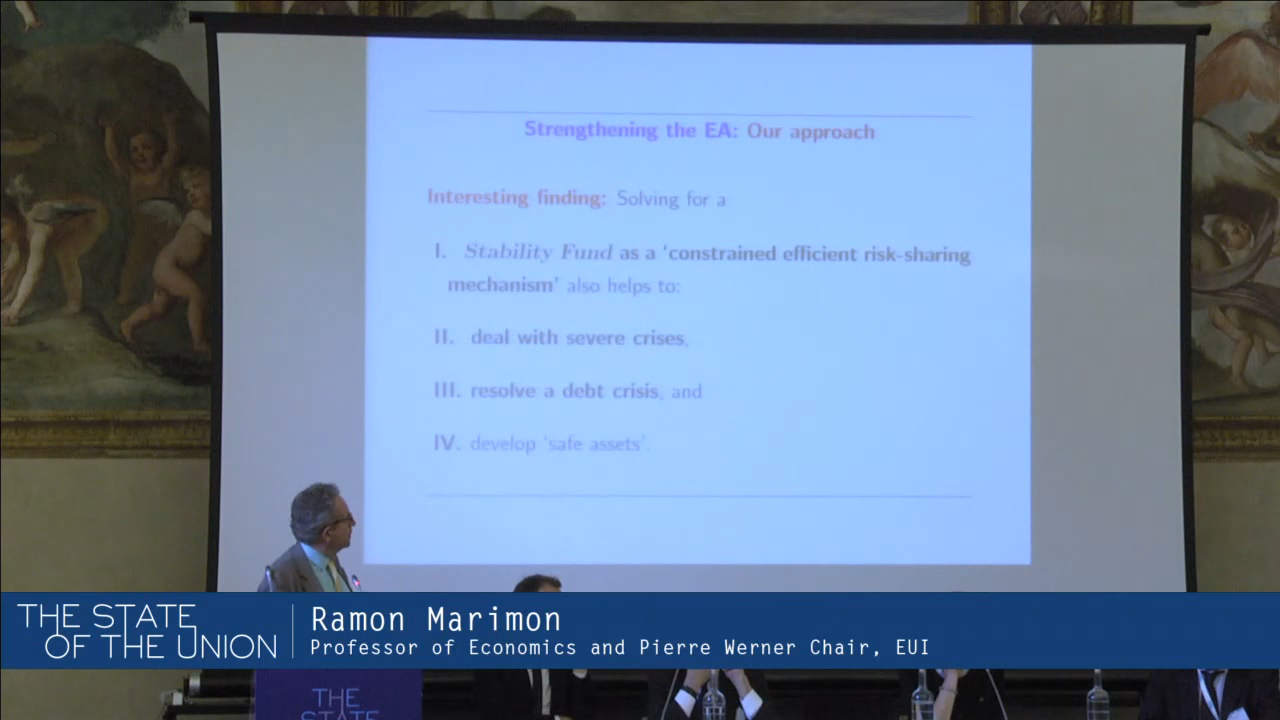 Strengthening the EA: Our approach
Interesting finding: Solving for a
I. Stability Fund as a ‘constrained efficient risk-sharing
mechanism’ also helps to:
II. deal with severe crises,
III. resolve a debt crisis, and
IV. develop ‘safe assets’.
THE STATE
OF THE UNION
Ramon Marimon
Professor of Economics and Pierre Werner Chair, EUI
THE
STATE